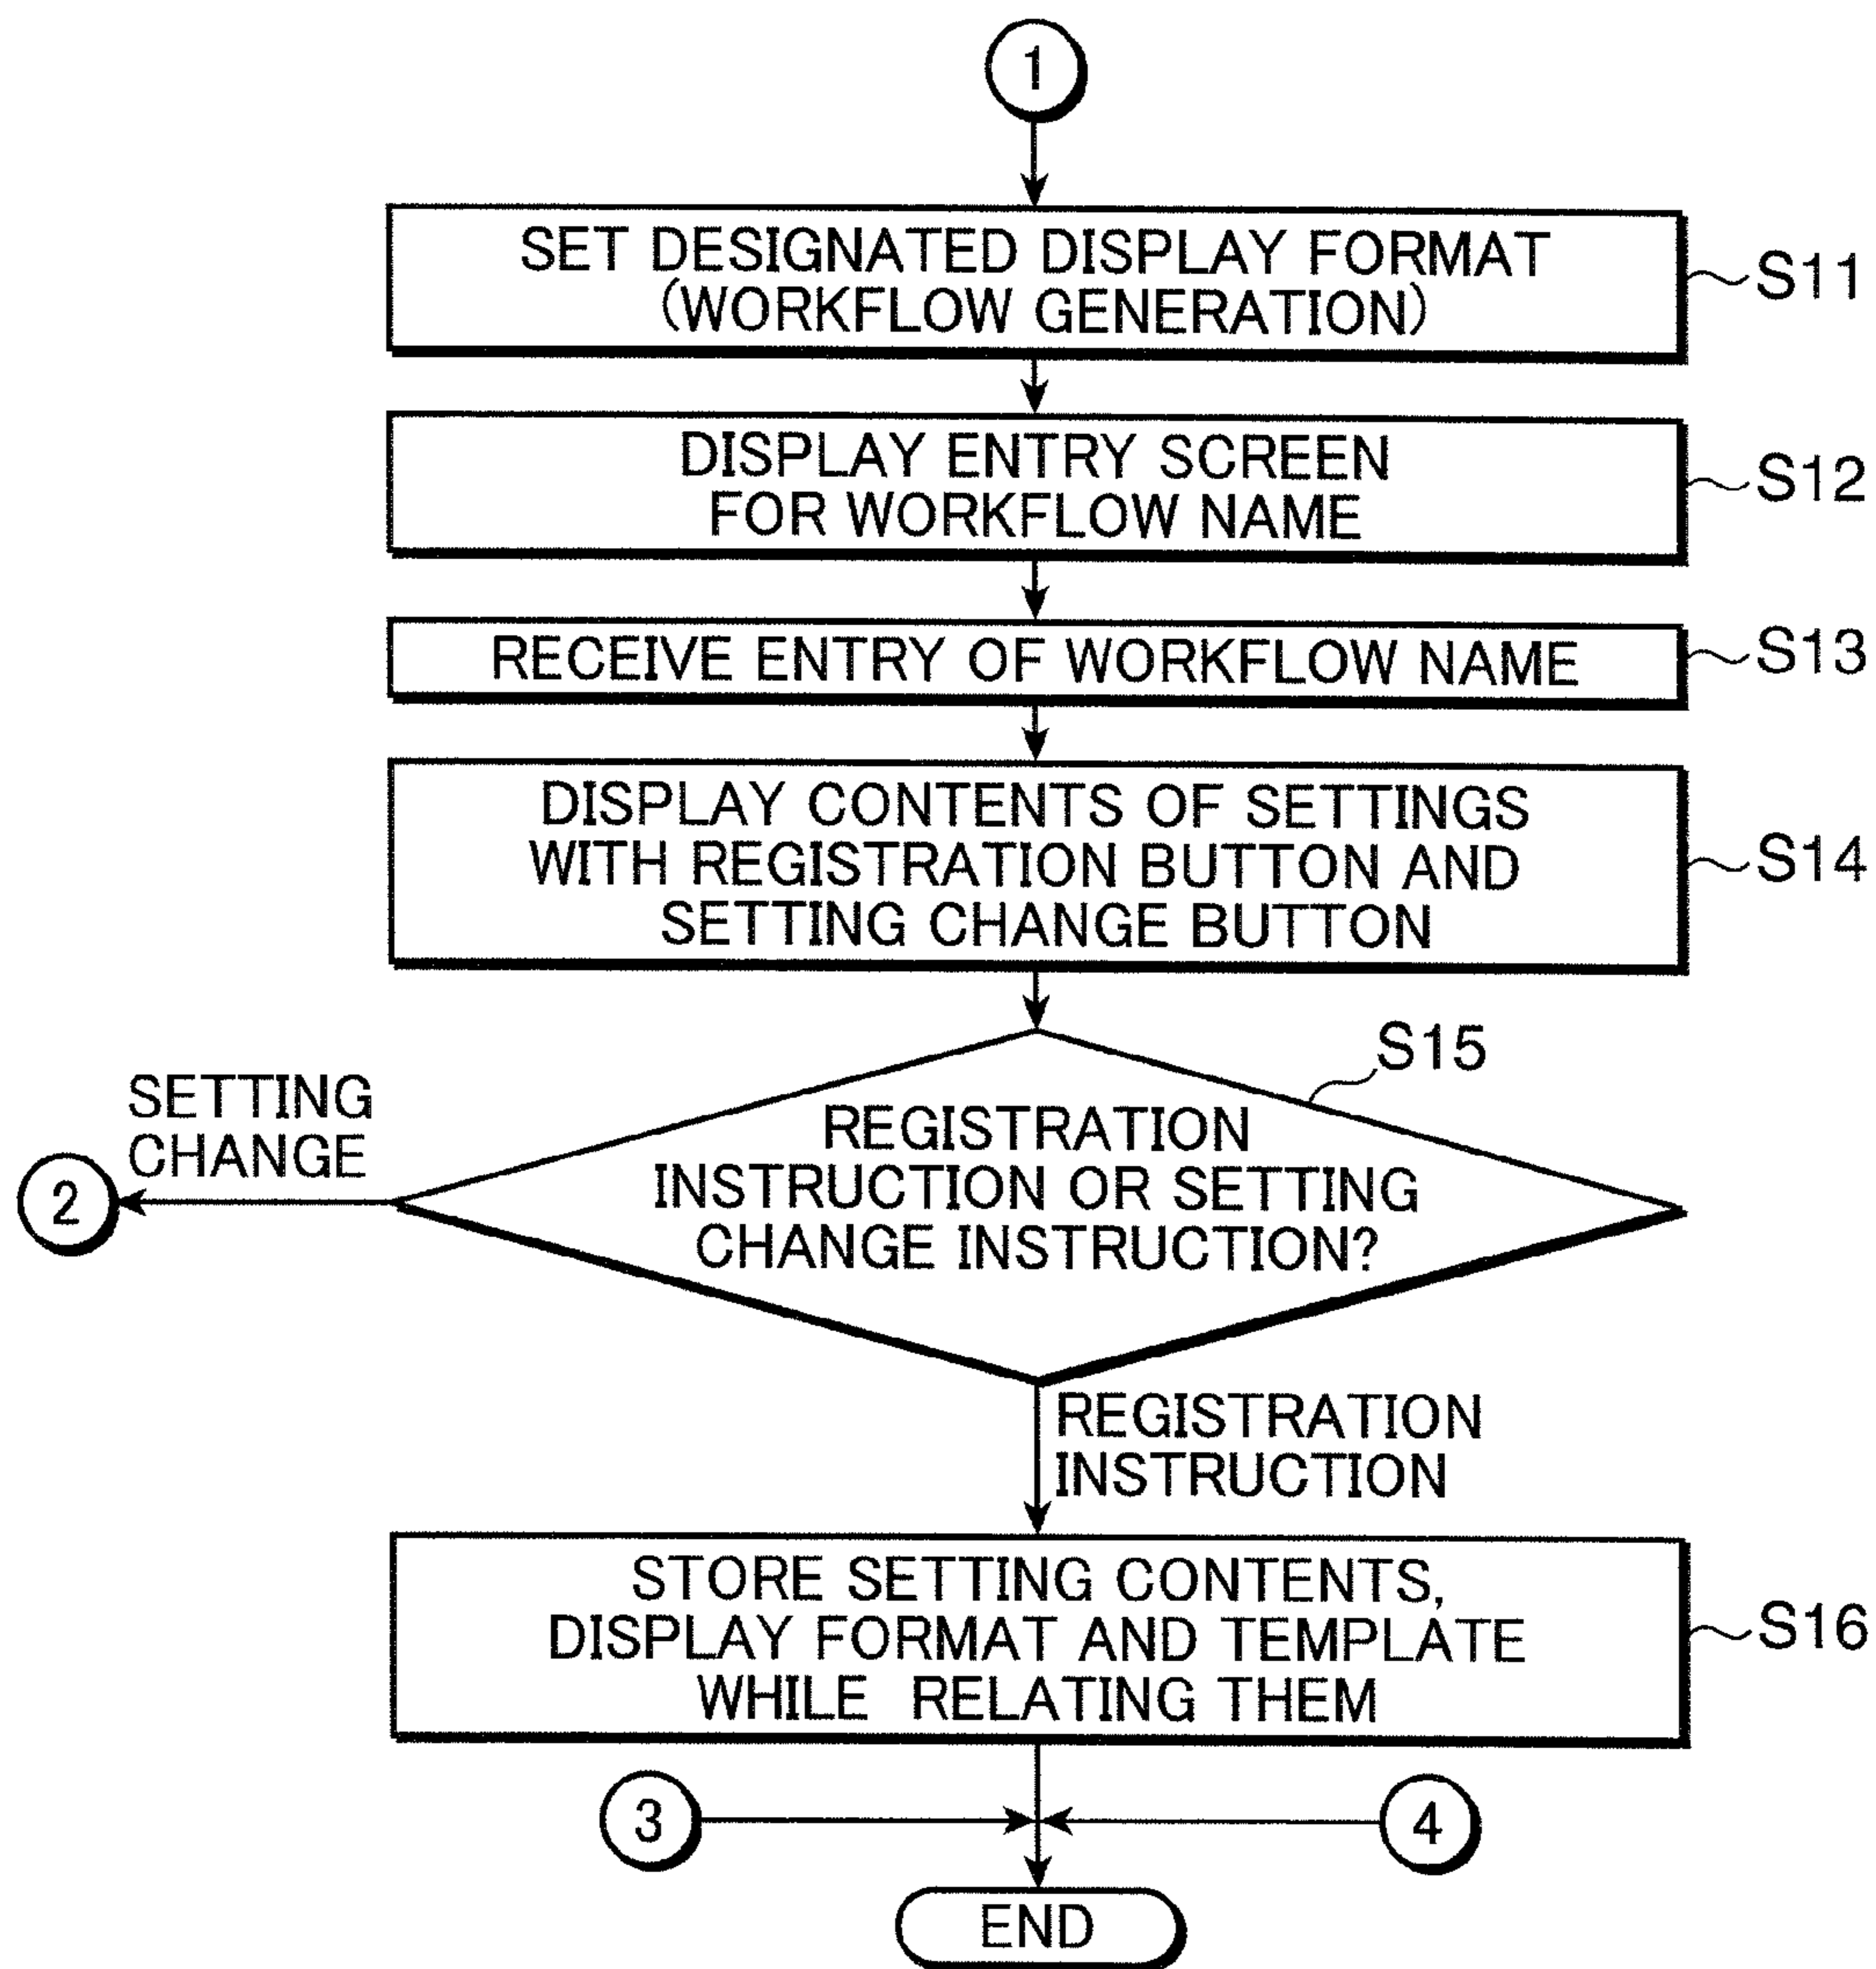 1
SET DESIGNATED DISPLAY FORMAT
(WORKFLOW GENERATION)
S11
DISPLAY ENTRY SCREEN
FOR WORKFLOW NAME
S12
RECEIVE ENTRY OF WORKFLOW NAME
S13
DISPLAY CONTENTS OF SETTINGS
WITH REGISTRATION BUTTON AND
SETTING CHANGE BUTTON
S14
S15
REGISTRATION
INSTRUCTION OR SETTING
CHANGE INSTRUCTION?
SETTING
CHANGE
2
REGISTRATION
INSTRUCTION
STORE SETTING CONTENTS,
DISPLAY FORMAT AND TEMPLATE
WHILE RELATING THEM
S16
3
4
END